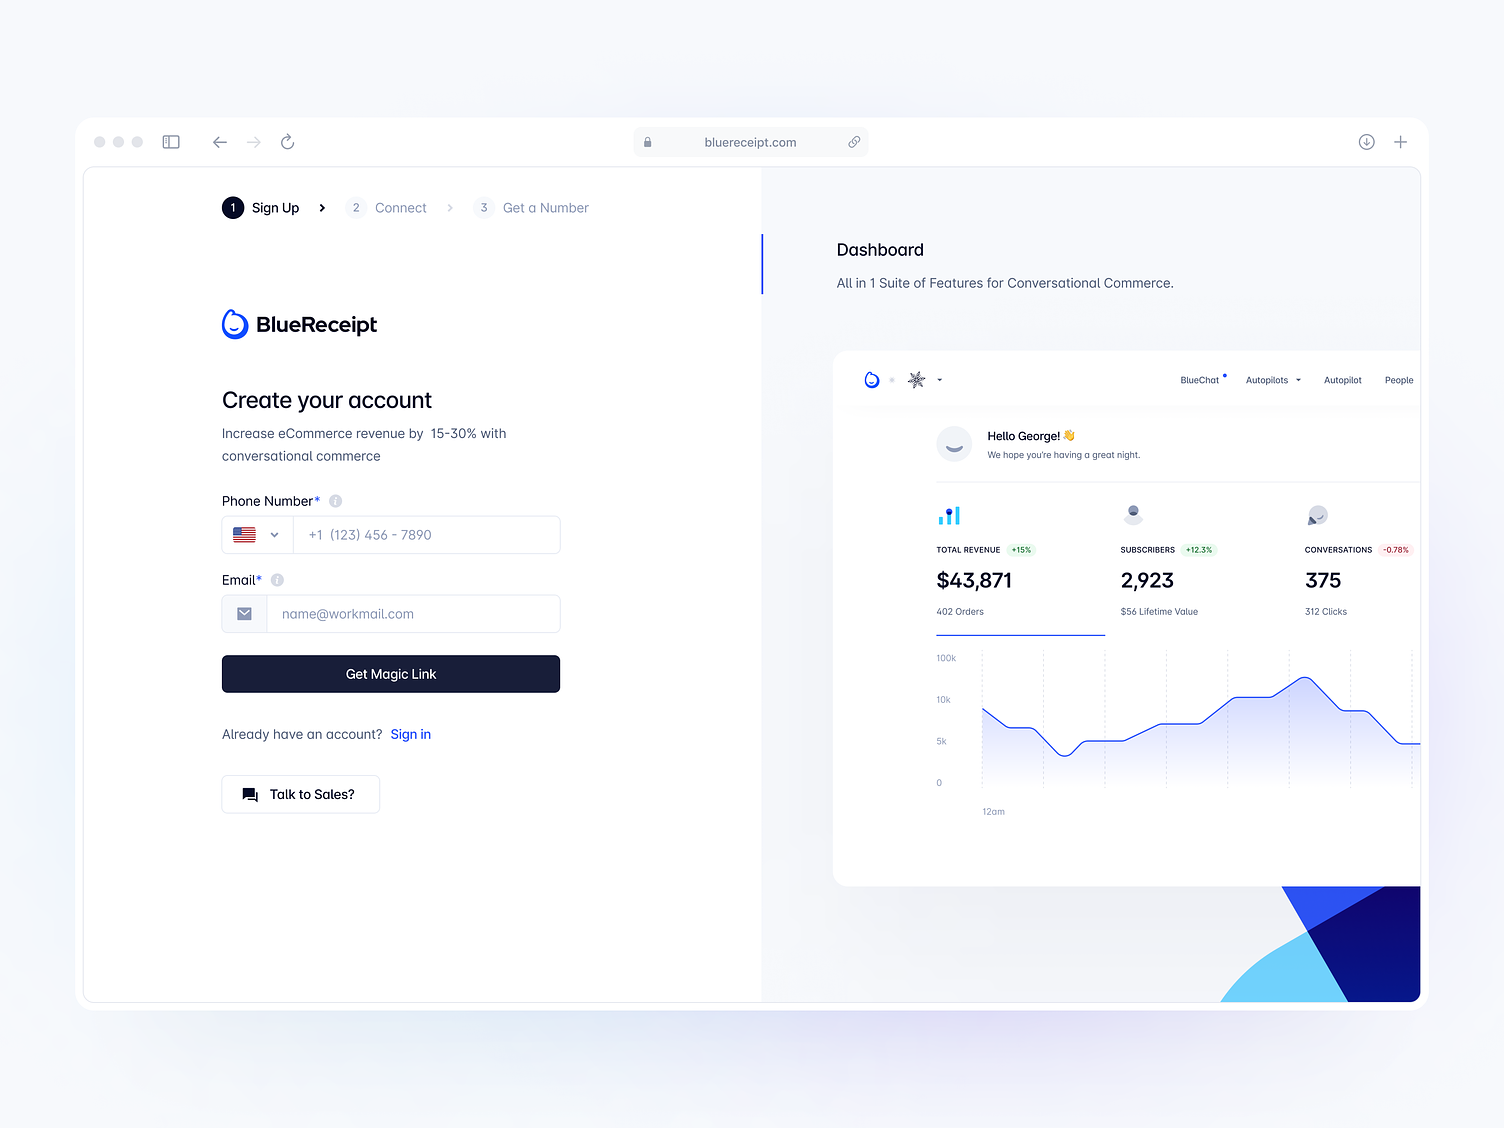 bluereceipt.com
1 Sign Up 2 Connect 3 Get a Number
BlueReceipt
Create your account
Increase eCommerce revenue by 15-30% with
conversational commerce
Phone Number*
+1 (123) 456 - 7890
Email*
name@workmail.com
Get Magic Link
Already have an account? Sign in
Talk to Sales?
Dashboard
All in 1 Suite of Features for Conversational Commerce.
BlueChat Autopilots Autopilot People
Hello George! 👋
We hope you're having a great night.
TOTAL REVENUE +15%
$43,871
402 Orders
SUBSCRIBERS +12.3%
2,923
$56 Lifetime Value
CONVERSATIONS -0.78%
375
312 Clicks
100k
10k
5k
0
12am